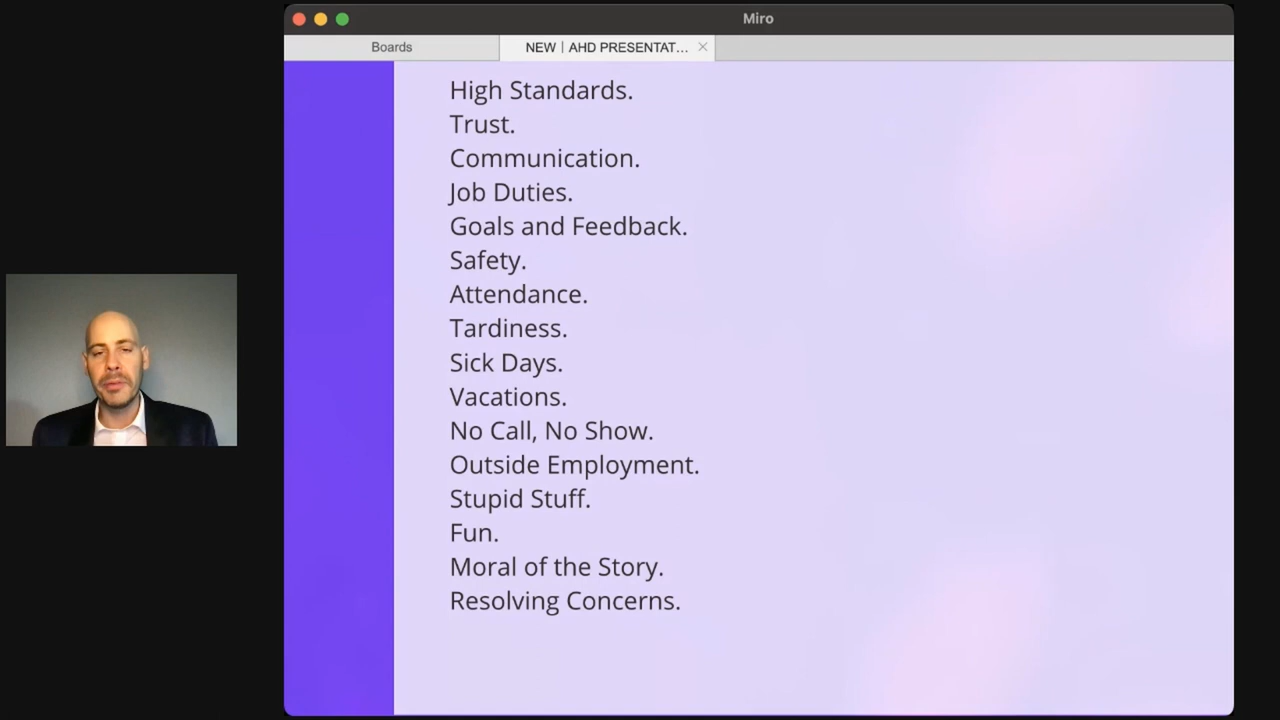 Miro
Boards
NEW | AHD PRESENTAT...
High Standards.
Trust.
Communication.
Job Duties.
Goals and Feedback.
Safety.
Attendance.
Tardiness.
Sick Days.
Vacations.
No Call, No Show.
Outside Employment.
Stupid Stuff.
Fun.
Moral of the Story.
Resolving Concerns.